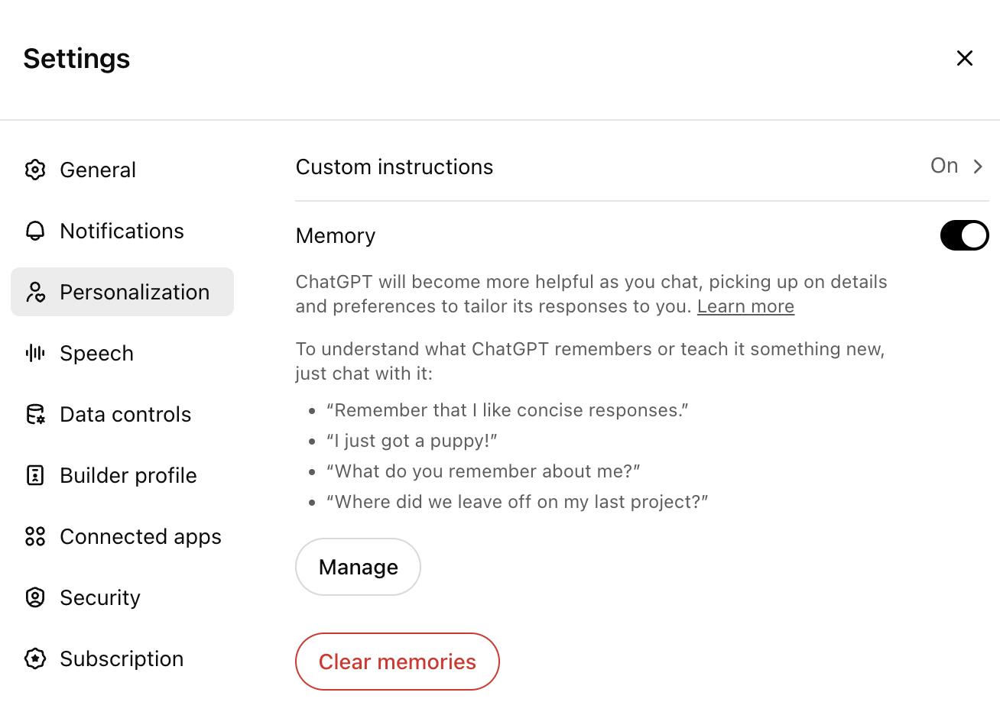 Settings
General
Notifications
Personalization
Speech
Data controls
Builder profile
Connected apps
Security
Subscription
Custom instructions
On
Memory
ChatGPT will become more helpful as you chat, picking up on details
and preferences to tailor its responses to you. Learn more
To understand what ChatGPT remembers or teach it something new,
just chat with it:
• “Remember that I like concise responses.”
• “I just got a puppy!”
• “What do you remember about me?”
• “Where did we leave off on my last project?”
Manage
Clear memories